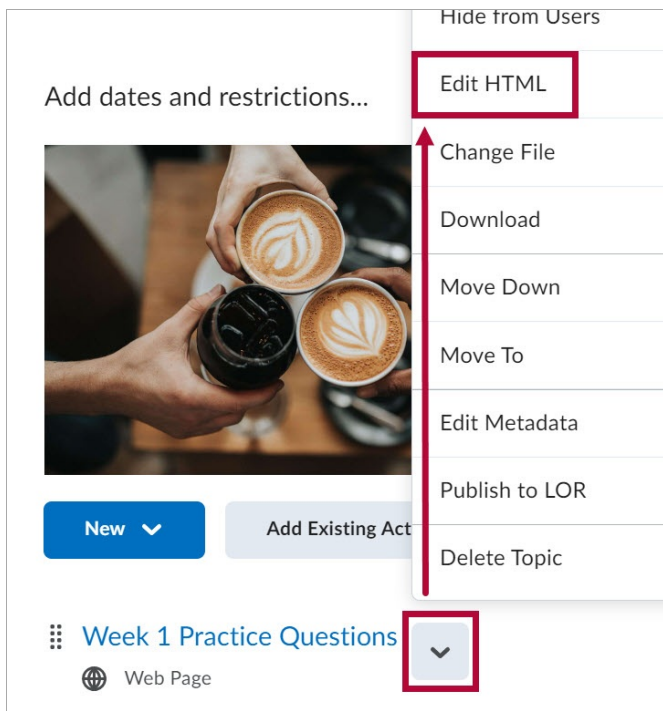 Hide from Users
Add dates and restrictions...
Edit HTML
Change File
Download
Move Down
Move To
Edit Metadata
Publish to LOR
Delete Topic
New
Add Existing Act
Week 1 Practice Questions
Web Page